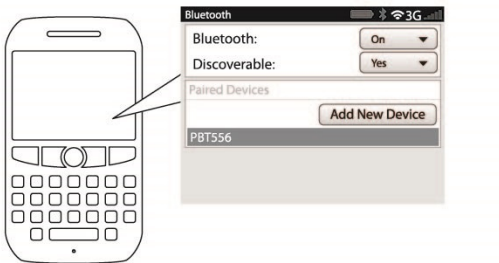 Bluetooth 3G
Bluetooth: On
Discoverable: Yes
Paired Devices
Add New Device
PBT556